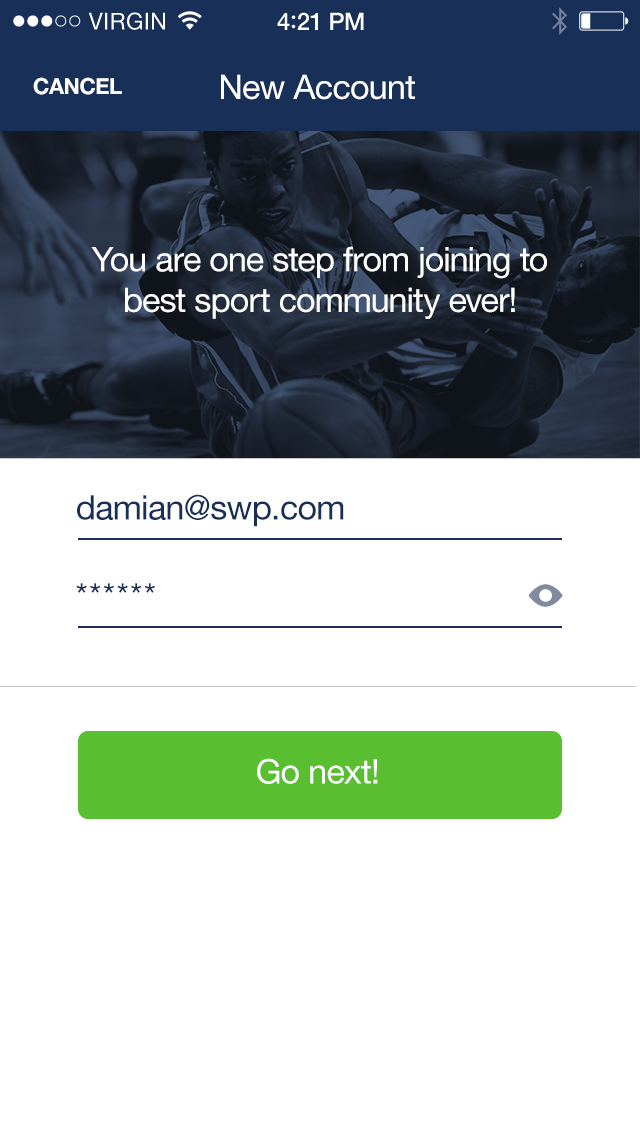 VIRGIN 4:21 PM
CANCEL New Account
You are one step from joining to
best sport community ever!
damian@swp.com
******
Go next!